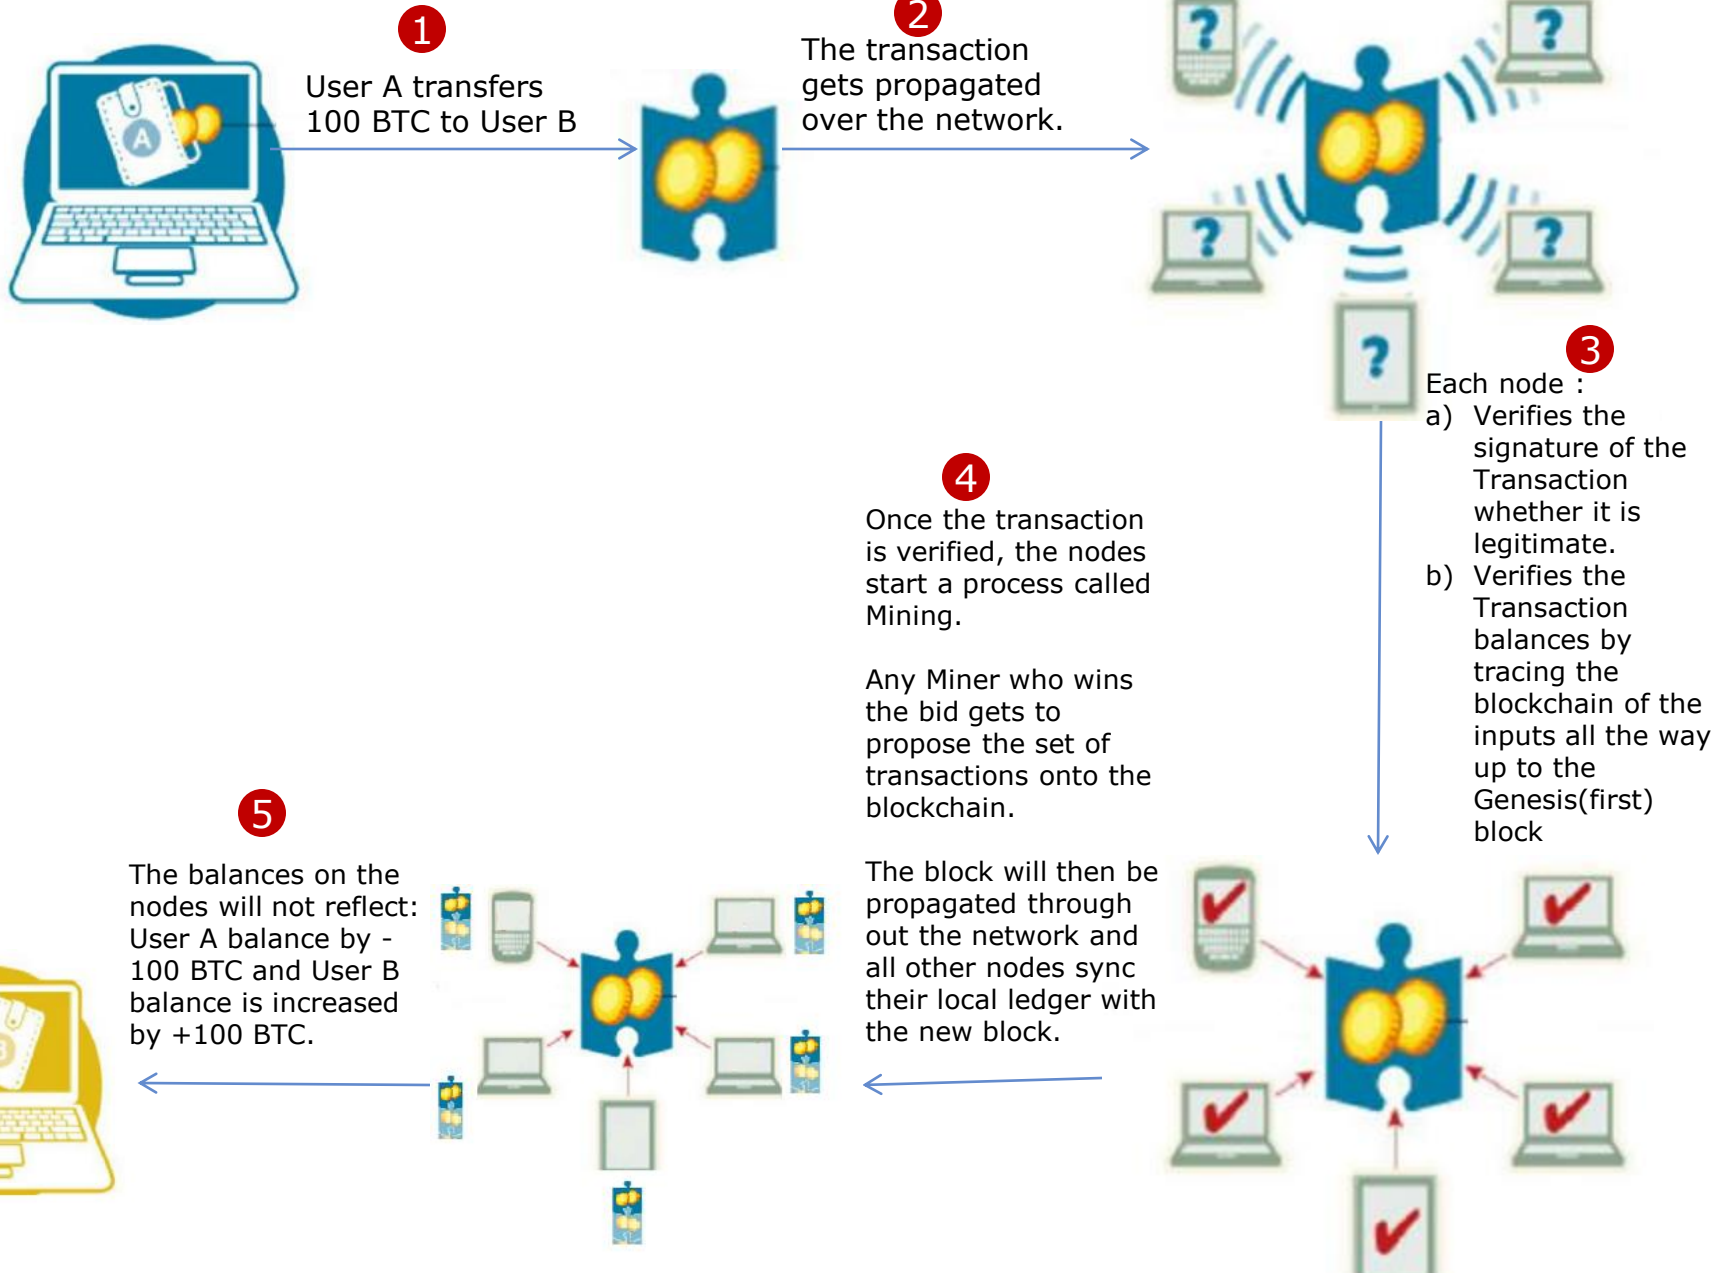 1
User A transfers
100 BTC to User B
A
2
The transaction
gets propagated
over the network.
?
?
?
?
?
3
Each node :
a) Verifies the
signature of the
Transaction
whether it is
legitimate.
b) Verifies the
Transaction
balances by
tracing the
blockchain of the
inputs all the way
up to the
Genesis(first)
block
4
Once the transaction
is verified, the nodes
start a process called
Mining.
Any Miner who wins
the bid gets to
propose the set of
transactions onto the
blockchain.
The block will then be
propagated through
out the network and
all other nodes sync
their local ledger with
the new block.
5
The balances on the
nodes will not reflect:
User A balance by -
100 BTC and User B
balance is increased
by +100 BTC.
B